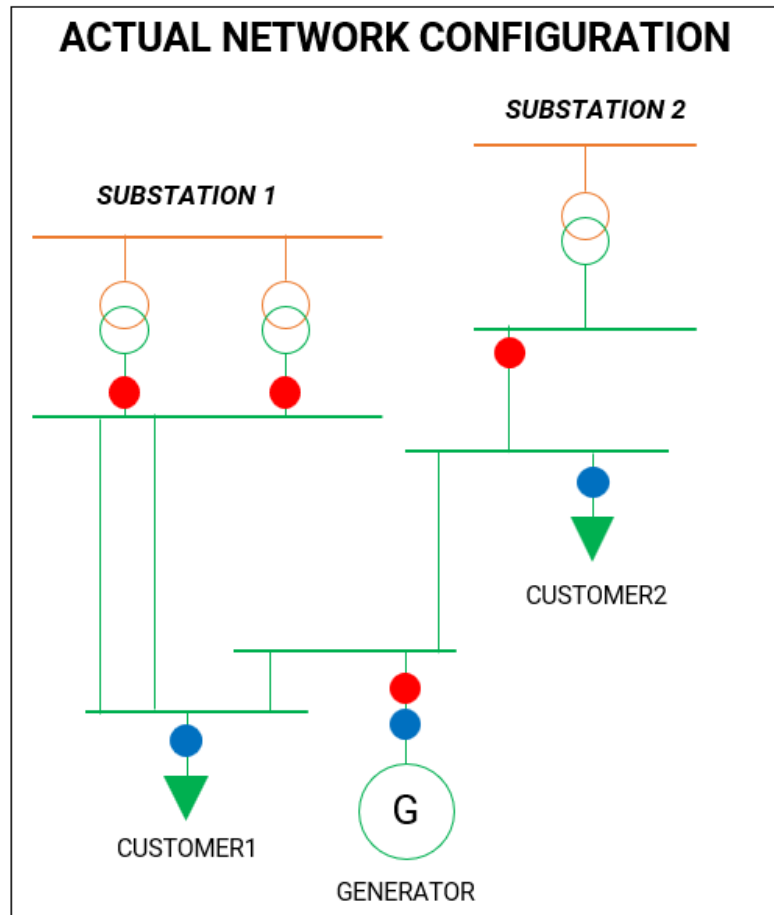 ACTUAL NETWORK CONFIGURATION
SUBSTATION 2
SUBSTATION 1
CUSTOMER2
G
CUSTOMER1
GENERATOR